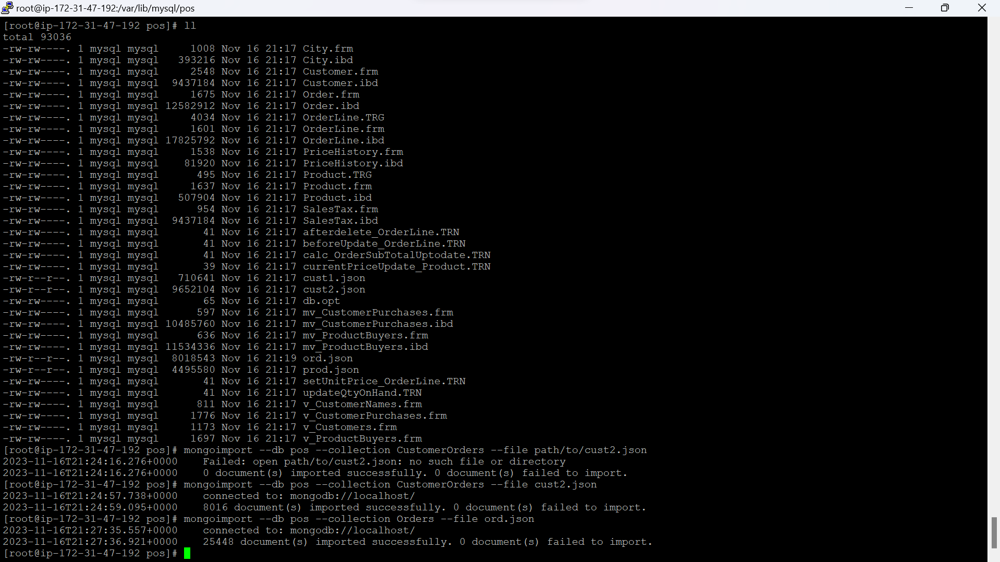 root@ip-172-31-47-192:/var/lib/mysql/pos
[root@ip-172-31-47-192 pos]# ll
total 93036
-rw-rw----. 1 mysql mysql     1008 Nov 16 21:17 City.frm
-rw-rw----. 1 mysql mysql   393216 Nov 16 21:17 City.ibd
-rw-rw----. 1 mysql mysql     2548 Nov 16 21:17 Customer.frm
-rw-rw----. 1 mysql mysql  9437184 Nov 16 21:17 Customer.ibd
-rw-rw----. 1 mysql mysql     1675 Nov 16 21:17 Order.frm
-rw-rw----. 1 mysql mysql 12582912 Nov 16 21:17 Order.ibd
-rw-rw----. 1 mysql mysql     4034 Nov 16 21:17 OrderLine.TRG
-rw-rw----. 1 mysql mysql     1601 Nov 16 21:17 OrderLine.frm
-rw-rw----. 1 mysql mysql 17825792 Nov 16 21:17 OrderLine.ibd
-rw-rw----. 1 mysql mysql     1538 Nov 16 21:17 PriceHistory.frm
-rw-rw----. 1 mysql mysql    81920 Nov 16 21:17 PriceHistory.ibd
-rw-rw----. 1 mysql mysql      495 Nov 16 21:17 Product.TRG
-rw-rw----. 1 mysql mysql     1637 Nov 16 21:17 Product.frm
-rw-rw----. 1 mysql mysql   507904 Nov 16 21:17 Product.ibd
-rw-rw----. 1 mysql mysql      954 Nov 16 21:17 SalesTax.frm
-rw-rw----. 1 mysql mysql  9437184 Nov 16 21:17 SalesTax.ibd
-rw-rw----. 1 mysql mysql       41 Nov 16 21:17 afterdelete_OrderLine.TRN
-rw-rw----. 1 mysql mysql       41 Nov 16 21:17 beforeUpdate_OrderLine.TRN
-rw-rw----. 1 mysql mysql       41 Nov 16 21:17 calc_OrderSubTotalUptodate.TRN
-rw-rw----. 1 mysql mysql       39 Nov 16 21:17 currentPriceUpdate_Product.TRN
-rw-r--r--. 1 mysql mysql   710641 Nov 16 21:17 cust1.json
-rw-r--r--. 1 mysql mysql  9652104 Nov 16 21:17 cust2.json
-rw-rw----. 1 mysql mysql       65 Nov 16 21:17 db.opt
-rw-rw----. 1 mysql mysql      597 Nov 16 21:17 mv_CustomerPurchases.frm
-rw-rw----. 1 mysql mysql 10485760 Nov 16 21:17 mv_CustomerPurchases.ibd
-rw-rw----. 1 mysql mysql      636 Nov 16 21:17 mv_ProductBuyers.frm
-rw-rw----. 1 mysql mysql 11534336 Nov 16 21:17 mv_ProductBuyers.ibd
-rw-r--r--. 1 mysql mysql  8018543 Nov 16 21:19 ord.json
-rw-r--r--. 1 mysql mysql  4495580 Nov 16 21:17 prod.json
-rw-rw----. 1 mysql mysql       41 Nov 16 21:17 setUnitPrice_OrderLine.TRN
-rw-rw----. 1 mysql mysql       41 Nov 16 21:17 updateQtyOnHand.TRN
-rw-rw----. 1 mysql mysql      811 Nov 16 21:17 v_CustomerNames.frm
-rw-rw----. 1 mysql mysql     1776 Nov 16 21:17 v_CustomerPurchases.frm
-rw-rw----. 1 mysql mysql     1173 Nov 16 21:17 v_Customers.frm
-rw-rw----. 1 mysql mysql     1697 Nov 16 21:17 v_ProductBuyers.frm
[root@ip-172-31-47-192 pos]# mongoimport --db pos --collection CustomerOrders --file path/to/cust2.json
2023-11-16T21:24:16.276+0000    Failed: open path/to/cust2.json: no such file or directory
2023-11-16T21:24:16.276+0000    0 document(s) imported successfully. 0 document(s) failed to import.
[root@ip-172-31-47-192 pos]# mongoimport --db pos --collection CustomerOrders --file cust2.json
2023-11-16T21:24:57.738+0000    connected to: mongodb://localhost/
2023-11-16T21:24:59.095+0000    8016 document(s) imported successfully. 0 document(s) failed to import.
[root@ip-172-31-47-192 pos]# mongoimport --db pos --collection Orders --file ord.json
2023-11-16T21:27:35.557+0000    connected to: mongodb://localhost/
2023-11-16T21:27:36.921+0000    25448 document(s) imported successfully. 0 document(s) failed to import.
[root@ip-172-31-47-192 pos]#